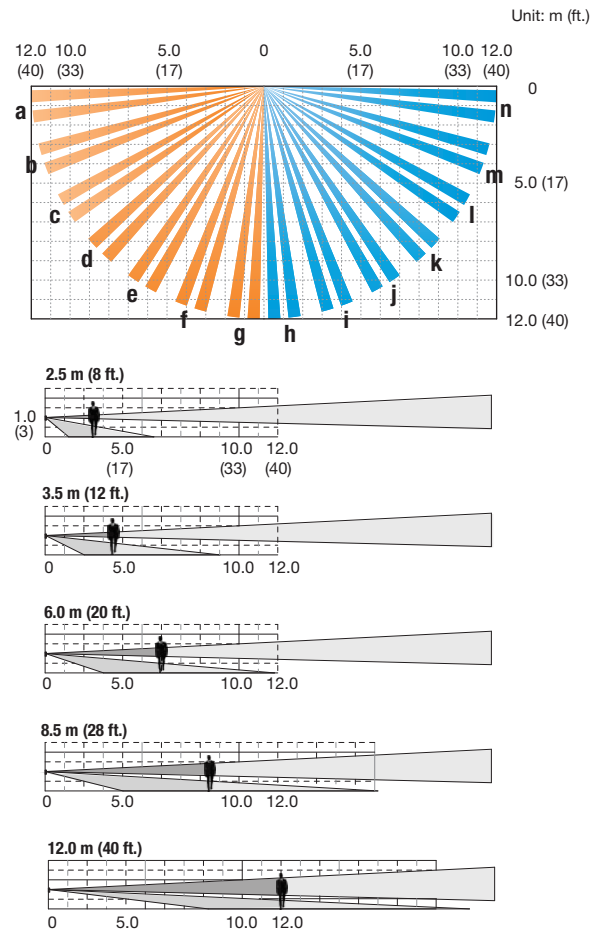 Unit: m (ft.)
12.0 10.0 5.0 0 5.0 10.0 12.0
(40) (33) (17) (17) (33) (40)
0
a n
b m
5.0 (17)
c l
d k
e j
10.0 (33)
f i
12.0 (40)
g h
2.5 m (8 ft.)
1.0
(3)
0 5.0 10.0 12.0
(17) (33) (40)
3.5 m (12 ft.)
0 5.0 10.0 12.0
6.0 m (20 ft.)
0 5.0 10.0 12.0
8.5 m (28 ft.)
0 5.0 10.0 12.0
12.0 m (40 ft.)
0 5.0 10.0 12.0